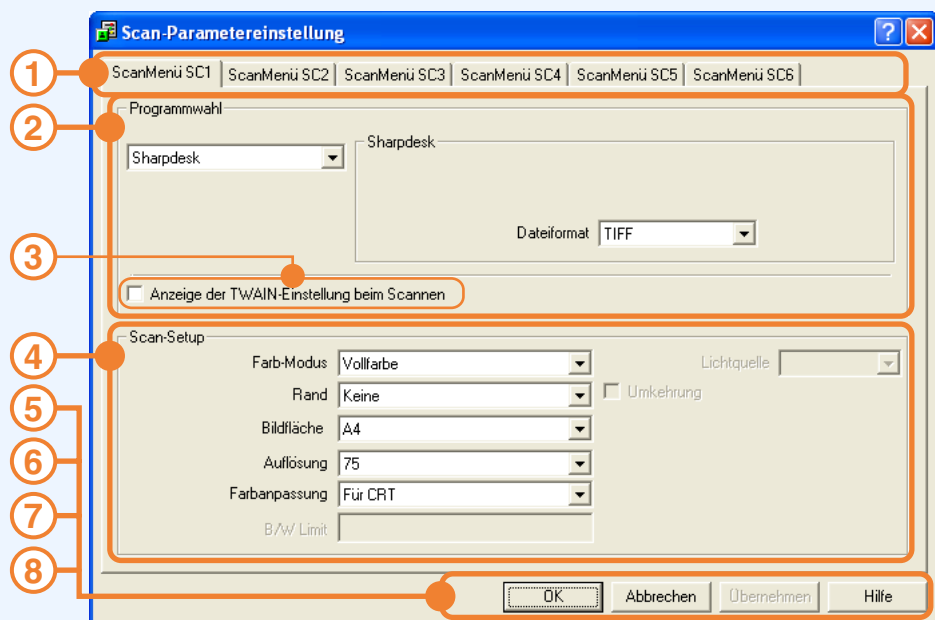 Scan-Parametereinstellung
1
ScanMenü SC1 ScanMenü SC2 ScanMenü SC3 ScanMenü SC4 ScanMenü SC5 ScanMenü SC6
2
Programmwahl
Sharpdesk
Sharpdesk
Dateiformat TIFF
3
Anzeige der TWAIN-Einstellung beim Scannen
4
Scan-Setup
Farb-Modus Vollfarbe Lichtquelle
5
Rand Keine Umkehrung
Bildfläche A4
6
Auflösung 75
Farbanpassung Für CRT
7
B/W Limit
8
OK Abbrechen Übernehmen Hilfe